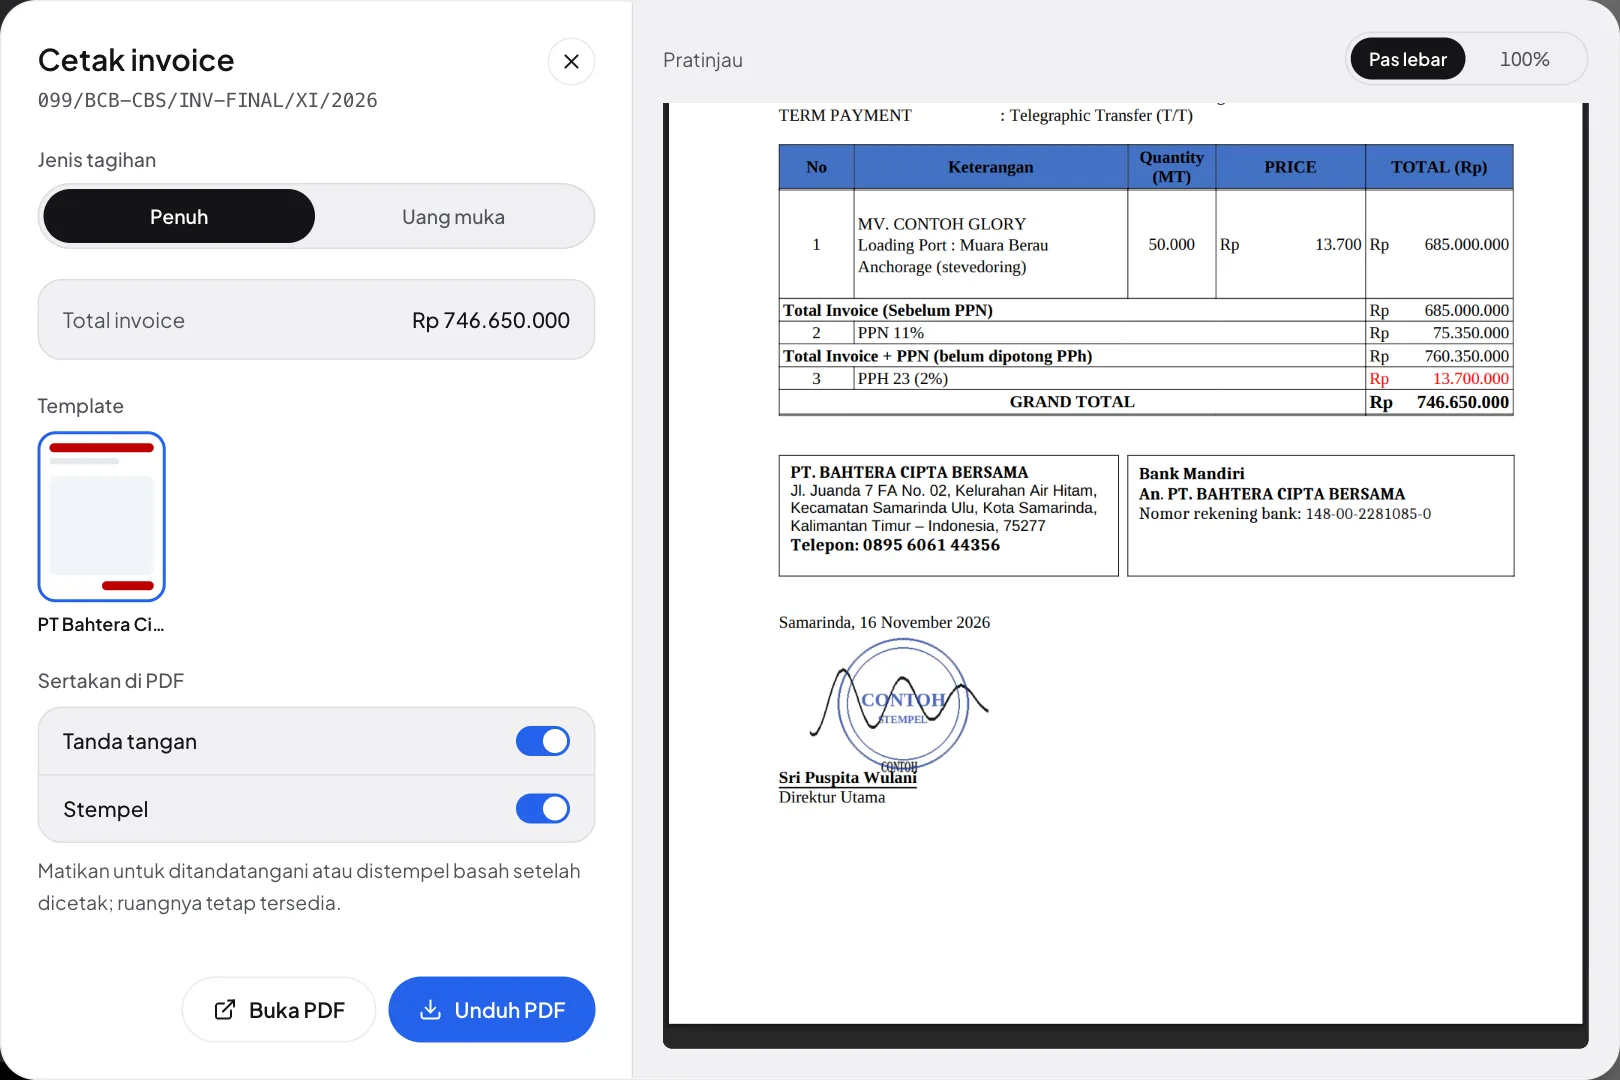 Cetak invoice
099/BCB-CBS/INV-FINAL/XI/2026
Jenis tagihan
Penuh
Uang muka
Total invoice Rp 746.650.000
Template
PT Bahtera Ci...
Sertakan di PDF
Tanda tangan
Stempel
Matikan untuk ditandatangani atau distempel basah setelah
dicetak; ruangnya tetap tersedia.
Buka PDF
Unduh PDF
Pratinjau
Pas lebar
100%
TERM PAYMENT : Telegraphic Transfer (T/T)
No Keterangan Quantity (MT) PRICE TOTAL (Rp)
MV. CONTOH GLORY
1 Loading Port : Muara Berau 50.000 Rp 13.700 Rp 685.000.000
Anchorage (stevedoring)
Total Invoice (Sebelum PPN) Rp 685.000.000
2 PPN 11% Rp 75.350.000
Total Invoice + PPN (belum dipotong PPh) Rp 760.350.000
3 PPH 23 (2%) Rp 13.700.000
GRAND TOTAL Rp 746.650.000
PT. BAHTERA CIPTA BERSAMA
Jl. Juanda 7 FA No. 02, Kelurahan Air Hitam,
Kecamatan Samarinda Ulu, Kota Samarinda,
Kalimantan Timur – Indonesia, 75277
Telepon: 0895 6061 44356
Bank Mandiri
An. PT. BAHTERA CIPTA BERSAMA
Nomor rekening bank: 148-00-2281085-0
Samarinda, 16 November 2026
CONTOH
STEMPEL
CONTOH
Sri Puspita Wulani
Direktur Utama